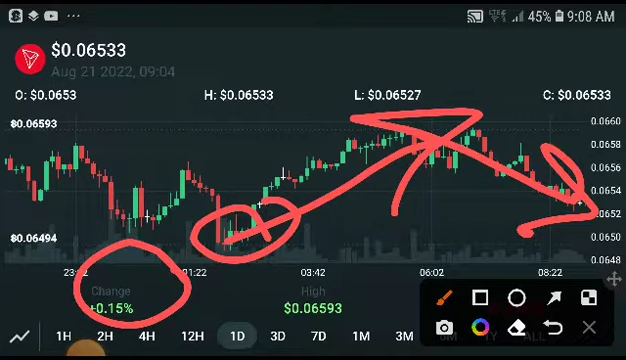 45% 9:08 AM
$0.06533
Aug 21 2022, 09:04
O: $0.0653 H: $0.06533 L: $0.06527 C: $0.06533
฿0.06593
฿0.06494
0.0660
0.0658
0.0656
0.0654
0.0652
0.0650
0.0648
01:22 03:42 06:02 08:22
Change High
+0.15% $0.06593
1H 2H 4H 12H 1D 3D 7D 1M 3M 1Y ALL